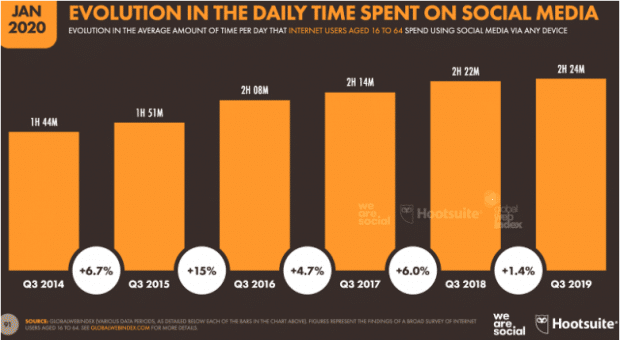 JAN
2020
EVOLUTION IN THE DAILY TIME SPENT ON SOCIAL MEDIA
EVOLUTION IN THE AVERAGE AMOUNT OF TIME PER DAY THAT INTERNET USERS AGED 16 TO 64 SPEND USING SOCIAL MEDIA VIA ANY DEVICE
1H 44M
1H 51M
2H 08M
2H 14M
2H 22M
2H 24M
we
are.
social
Hootsuite®
global
web
index
+6.7%
+15%
+4.7%
+6.0%
+1.4%
Q3 2014
Q3 2015
Q3 2016
Q3 2017
Q3 2018
Q3 2019
91
SOURCE: GLOBALWEBINDEX (VARIOUS DATA PERIODS, AS DETAILED BELOW EACH OF THE BARS IN THE CHART ABOVE). FIGURES REPRESENT THE FINDINGS OF A BROAD SURVEY OF INTERNET
USERS AGED 16 TO 64. SEE GLOBALWEBINDEX.COM FOR MORE DETAILS.
we
are.
social
Hootsuite®